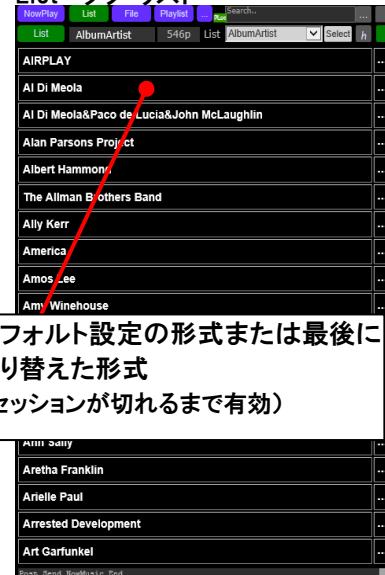 NowPlay List File Playlist ... Search.. ...
List AlbumArtist 546p List AlbumArtist Select h
AIRPLAY
Al Di Meola
Al Di Meola&Paco de Lucia&John McLaughlin
Alan Parsons Project
Albert Hammond
The Allman Brothers Band
Ally Kerr
America
Amos Lee
Amy Winehouse
フォルト設定の形式または最後に
り替えた形式
セッションが切れるまで有効)
Ann Sally
Aretha Franklin
Arielle Paul
Arrested Development
Art Garfunkel
Post Send NowMusic End